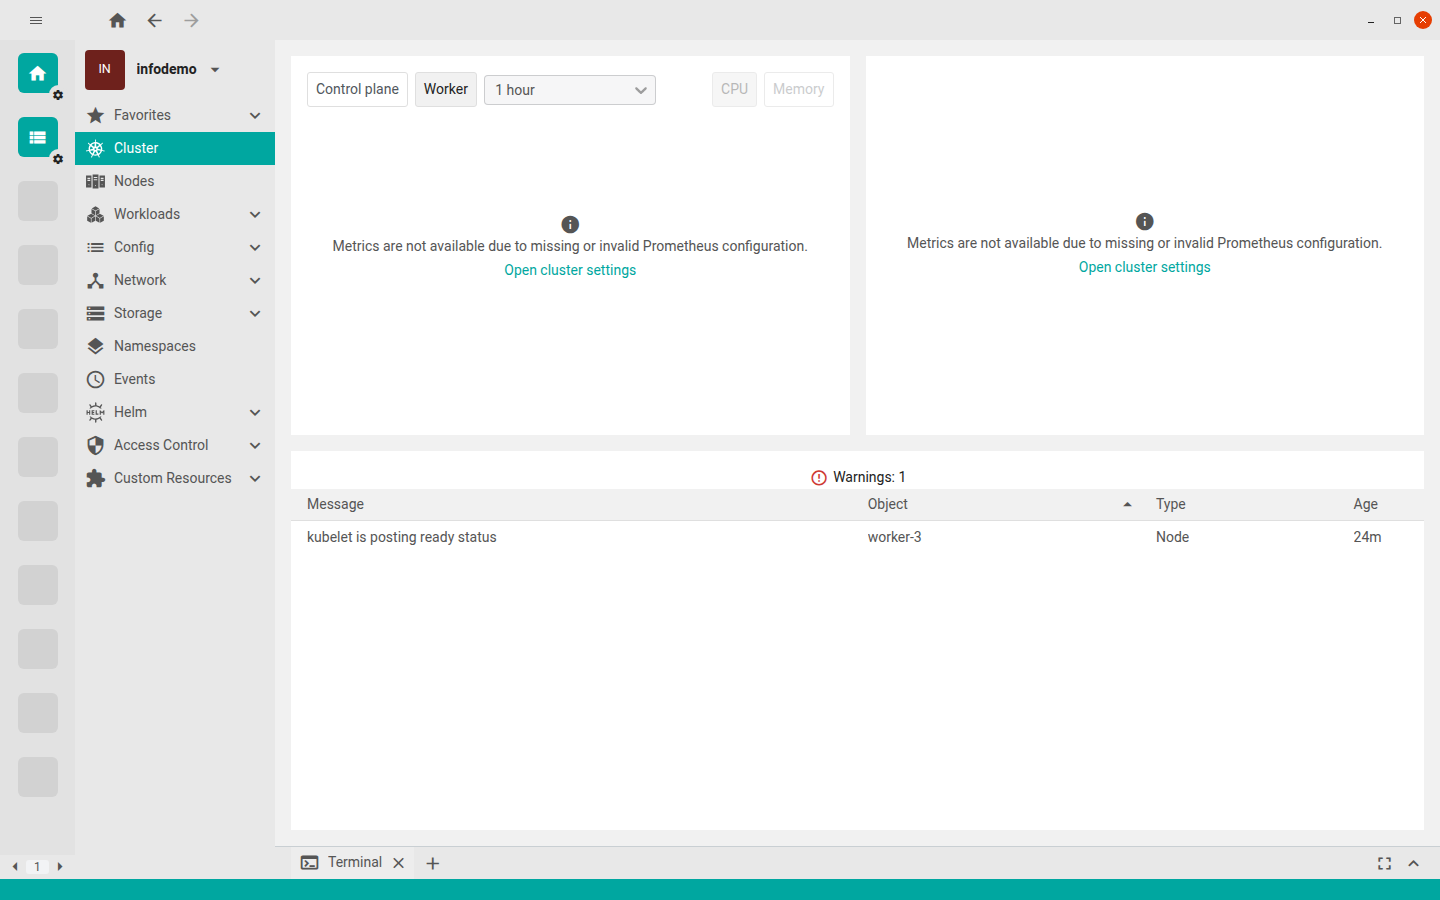 IN
infodemo
Favorites
Cluster
Nodes
Workloads
Config
Network
Storage
Namespaces
Events
HELM
Helm
Access Control
Custom Resources
1
Control plane
Worker
1 hour
CPU
Memory
Metrics are not available due to missing or invalid Prometheus configuration.
Open cluster settings
Metrics are not available due to missing or invalid Prometheus configuration.
Open cluster settings
Warnings: 1
Message Object Type Age
kubelet is posting ready status worker-3 Node 24m
Terminal